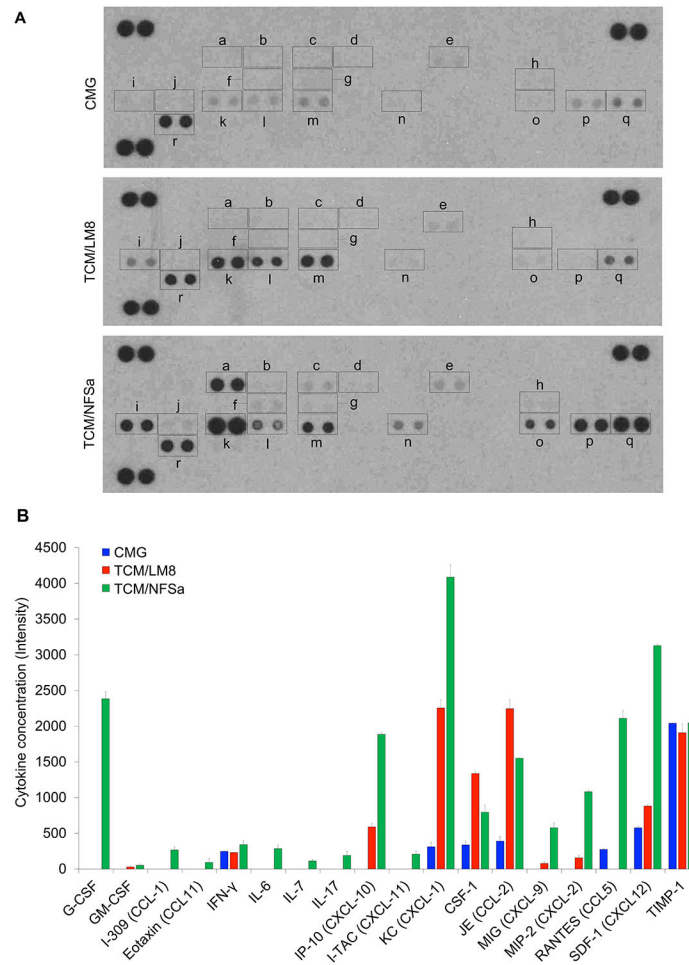 A
a b c d e
f g h
i j
k l m n o p q
r
CMG
a b c d e
f g h
i j
k l m n o p q
r
TCM/LM8
a b c d e
f g h
i j
k l m n o p q
r
TCM/NFSa
B
Cytokine concentration (Intensity)
4500
4000
3500
3000
2500
2000
1500
1000
500
0
CMG
TCM/LM8
TCM/NFSa
G-CSF
GM-CSF
I-309 (CCL-1)
Eotaxin (CCL11)
IFN-γ
IL-6
IL-7
IL-17
IP-10 (CXCL-10)
I-TAC (CXCL-11)
KC (CXCL-1)
CSF-1
JE (CCL-2)
MIG (CXCL-9)
MIP-2 (CXCL-2)
RANTES (CCL5)
SDF-1 (CXCL12)
TIMP-1